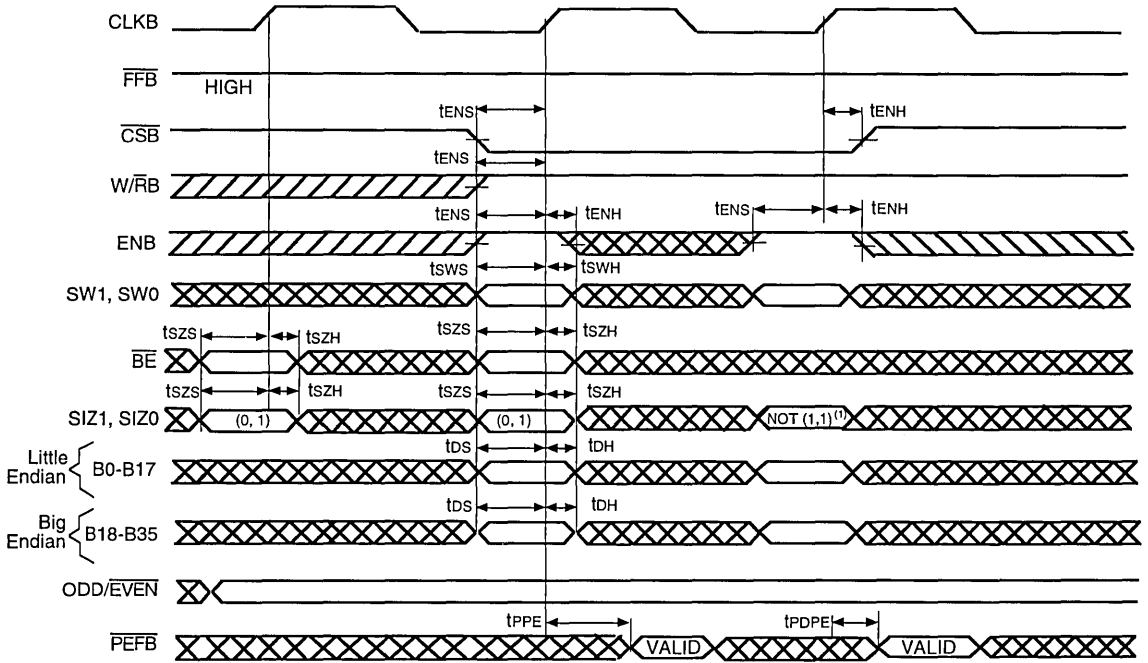 CLKB
FFB
HIGH
tENS
tENH
CSB
tENS
W/RB
tENS
tENH
tENS
tENH
ENB
tSWS
tSWH
SW1, SW0
tSZS
tSZH
tSZS
tSZH
BE
tSZS
tSZH
tSZS
tSZH
SIZ1, SIZ0
(0, 1)
(0, 1)
NOT (1,1)(1)
tDS
tDH
Little
Endian
B0-B17
tDS
tDH
Big
Endian
B18-B35
ODD/EVEN
tPPE
tPDPE
PEFB
VALID
VALID